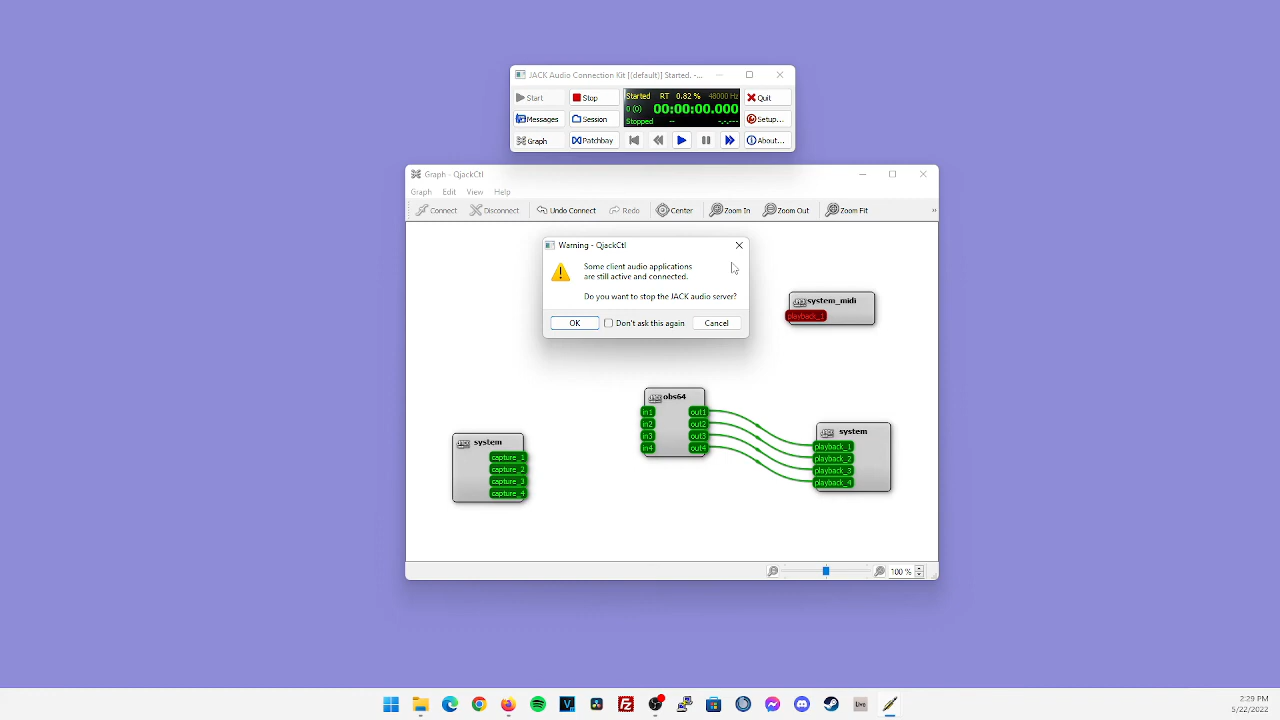 JACK Audio Connection Kit [(default)] Started. -...
Start
Stop
Started RT 0.82 % 48000 Hz
0 (0) 00:00:00.000
Stopped -- -.-.---
Quit
Messages
Session
Setup...
Graph
Patchbay
About...
Graph - QjackCtl
Graph Edit View Help
Connect Disconnect Undo Connect Redo Center Zoom In Zoom Out Zoom Fit »
Warning - QjackCtl
Some client audio applications
are still active and connected.
Do you want to stop the JACK audio server?
OK
Don't ask this again
Cancel
system_midi
playback_1
obs64
in1 out1
in2 out2
in3 out3
in4 out4
system
capture_1
capture_2
capture_3
capture_4
system
playback_1
playback_2
playback_3
playback_4
100 %
Live
2:29 PM
5/22/2022